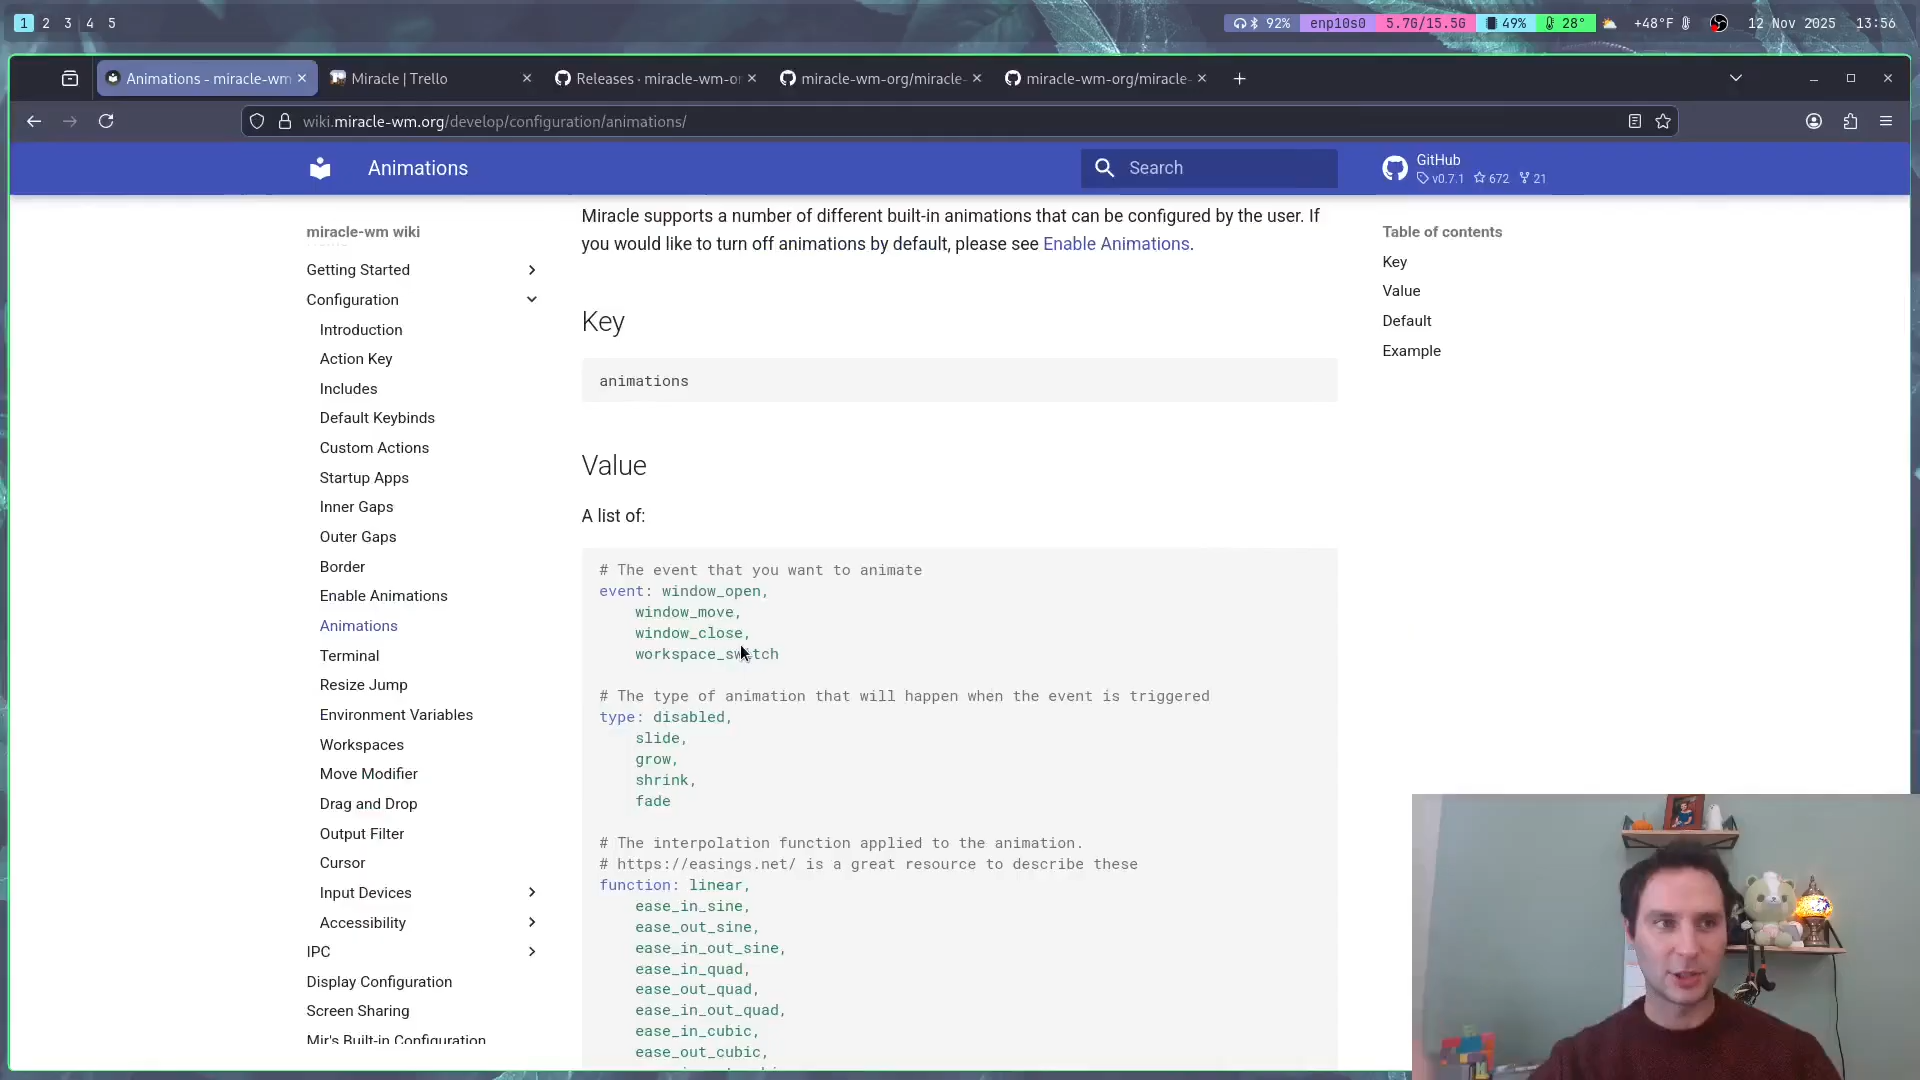 1 2 3 4 5
92% enp10s0 5.7G/15.5G 49% 28° +48°F 12 Nov 2025 13:56
Animations - miracle-wm
Miracle | Trello
Releases · miracle-wm-or
miracle-wm-org/miracle-
miracle-wm-org/miracle-
wiki.miracle-wm.org/develop/configuration/animations/
Animations
Search
GitHub
v0.7.1 672 21
miracle-wm wiki
Getting Started
Configuration
Introduction
Action Key
Includes
Default Keybinds
Custom Actions
Startup Apps
Inner Gaps
Outer Gaps
Border
Enable Animations
Animations
Terminal
Resize Jump
Environment Variables
Workspaces
Move Modifier
Drag and Drop
Output Filter
Cursor
Input Devices
Accessibility
IPC
Display Configuration
Screen Sharing
Mir's Built-in Configuration
Miracle supports a number of different built-in animations that can be configured by the user. If
you would like to turn off animations by default, please see Enable Animations.
Key
animations
Value
A list of:
# The event that you want to animate
event: window_open,
window_move,
window_close,
workspace_switch
# The type of animation that will happen when the event is triggered
type: disabled,
slide,
grow,
shrink,
fade
# The interpolation function applied to the animation.
# https://easings.net/ is a great resource to describe these
function: linear,
ease_in_sine,
ease_out_sine,
ease_in_out_sine,
ease_in_quad,
ease_out_quad,
ease_in_out_quad,
ease_in_cubic,
ease_out_cubic,
Table of contents
Key
Value
Default
Example